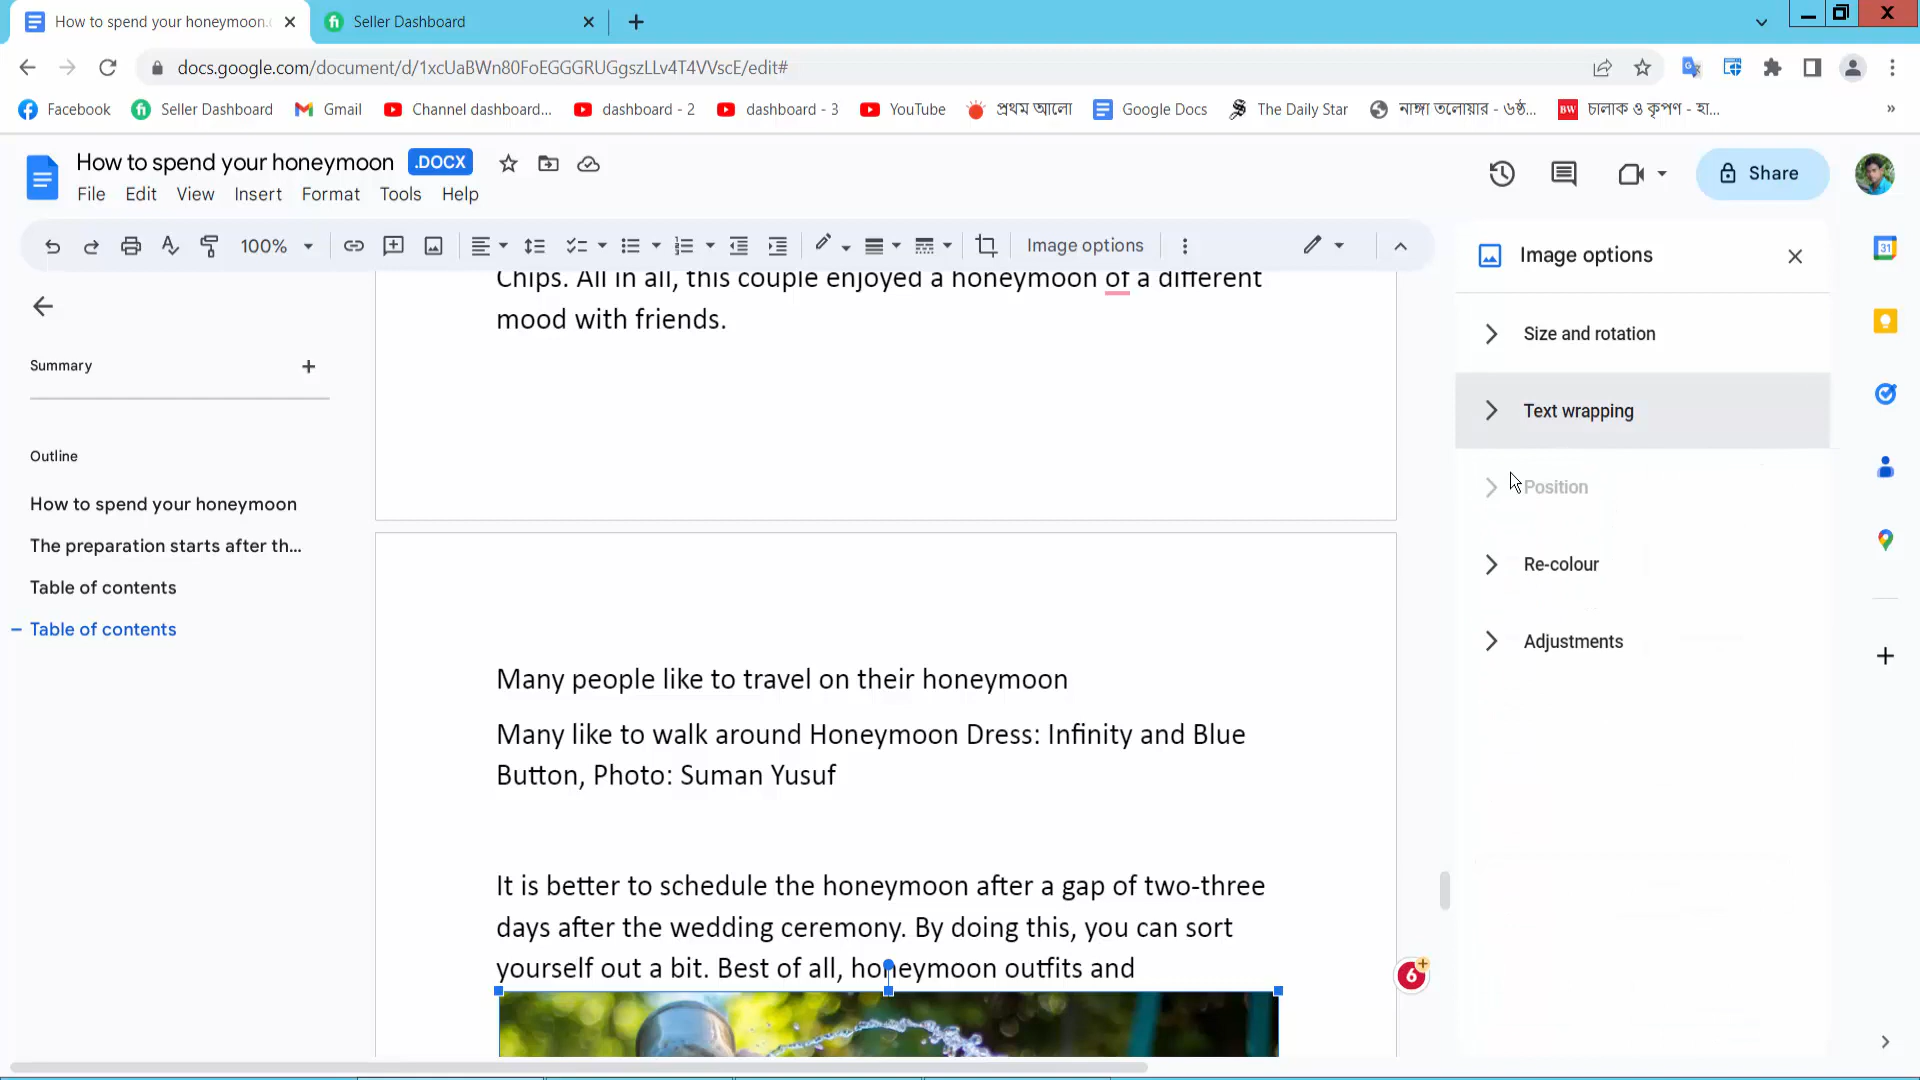 How to spend your honeymoon.
Seller Dashboard
docs.google.com/document/d/1xcUaBWn80FoEGGGRUGgszLLv4T4VVscE/edit#
Facebook
Seller Dashboard
Gmail
Channel dashboard...
dashboard - 2
dashboard - 3
YouTube
প্রথম আলো
Google Docs
The Daily Star
নাঙ্গা তলোয়ার - ৬ষ্ঠ...
BW
চালাক ও কৃপণ - হা...
How to spend your honeymoon
.DOCX
Share
File Edit View Insert Format Tools Help
100%
Image options
Image options
Size and rotation
Text wrapping
Position
Re-colour
Adjustments
Summary
Outline
How to spend your honeymoon
The preparation starts after th...
Table of contents
Table of contents
Chips. All in all, this couple enjoyed a honeymoon of a different
mood with friends.
Many people like to travel on their honeymoon
Many like to walk around Honeymoon Dress: Infinity and Blue
Button, Photo: Suman Yusuf
It is better to schedule the honeymoon after a gap of two-three
days after the wedding ceremony. By doing this, you can sort
yourself out a bit. Best of all, honeymoon outfits and
31
6